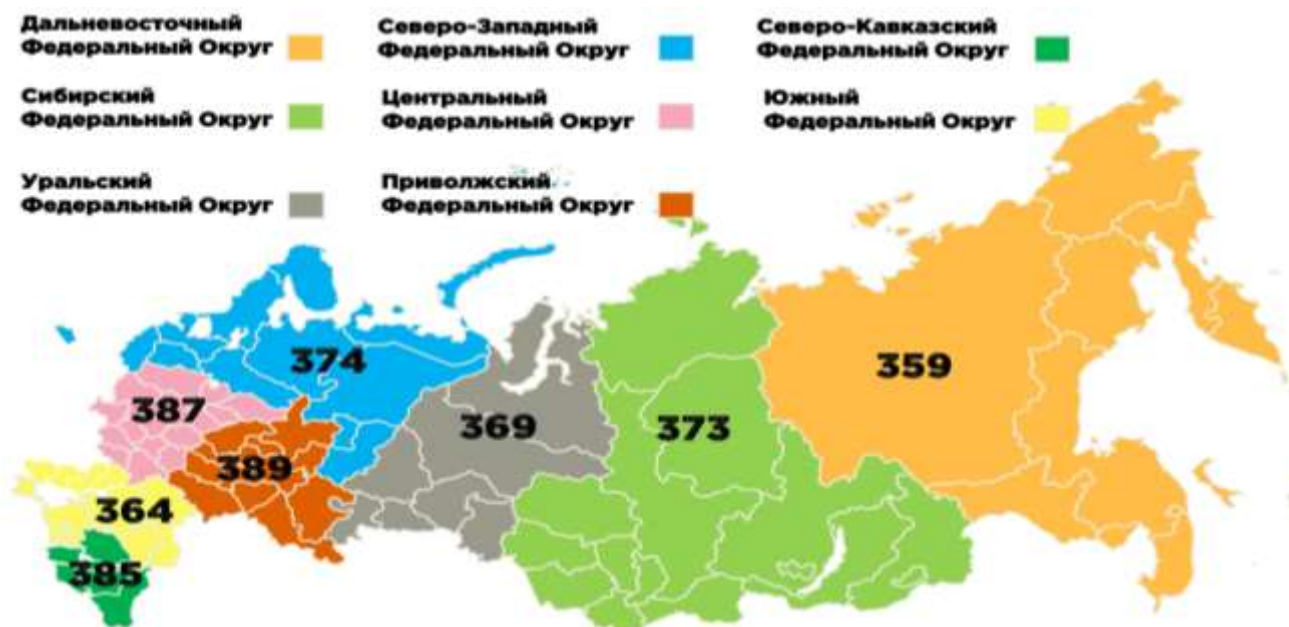 Дальневосточный
Федеральный Округ
Северо-Западный
Федеральный Округ
Северо-Кавказский
Федеральный Округ
Сибирский
Федеральный Округ
Центральный
Федеральный Округ
Южный
Федеральный Округ
Уральский
Федеральный Округ
Приволжский
Федеральный Округ
374
359
387
369
373
389
364
385